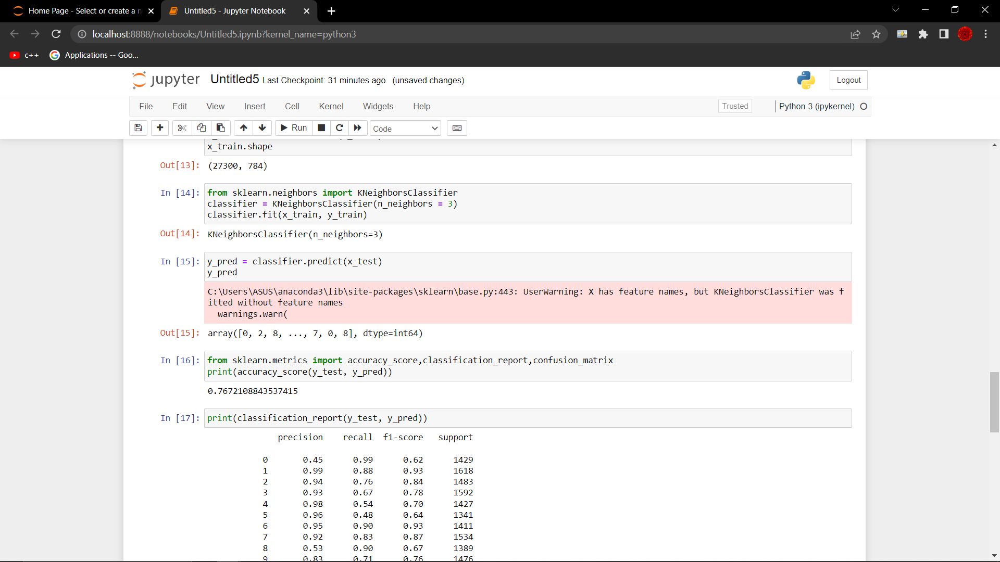 Home Page - Select or create a n
Untitled5 - Jupyter Notebook
localhost:8888/notebooks/Untitled5.ipynb?kernel_name=python3
c++
Applications -- Goo...
jupyter Untitled5 Last Checkpoint: 31 minutes ago (unsaved changes)
Logout
File Edit View Insert Cell Kernel Widgets Help
Trusted
Python 3 (ipykernel)
Run
Code
x_train.shape
Out[13]: (27300, 784)
In [14]: from sklearn.neighbors import KNeighborsClassifier
classifier = KNeighborsClassifier(n_neighbors = 3)
classifier.fit(x_train, y_train)
Out[14]: KNeighborsClassifier(n_neighbors=3)
In [15]: y_pred = classifier.predict(x_test)
y_pred
C:\Users\ASUS\anaconda3\lib\site-packages\sklearn\base.py:443: UserWarning: X has feature names, but KNeighborsClassifier was f
itted without feature names
warnings.warn(
Out[15]: array([0, 2, 8, ..., 7, 0, 8], dtype=int64)
In [16]: from sklearn.metrics import accuracy_score,classification_report,confusion_matrix
print(accuracy_score(y_test, y_pred))
0.7672108843537415
In [17]: print(classification_report(y_test, y_pred))
precision recall f1-score support
0 0.45 0.99 0.62 1429
1 0.99 0.88 0.93 1618
2 0.94 0.76 0.84 1483
3 0.93 0.67 0.78 1592
4 0.98 0.54 0.70 1427
5 0.96 0.48 0.64 1341
6 0.95 0.90 0.93 1411
7 0.92 0.83 0.87 1534
8 0.53 0.90 0.67 1389
9 0.83 0.71 0.76 1476